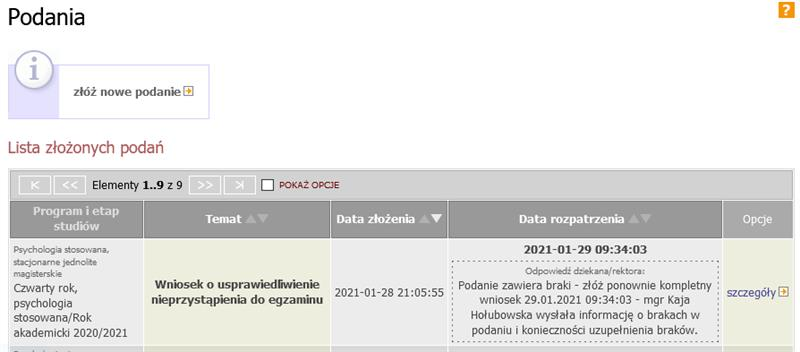 Podania
?
i
złóż nowe podanie
Lista złożonych podań
|< << Elementy 1..9 z 9 >> >| POKAŻ OPCJE
Program i etap
studiów
Temat
Data złożenia
Data rozpatrzenia
Opcje
Psychologia stosowana,
stacjonarne jednolite
magisterskie
Czwarty rok,
psychologia
stosowana/Rok
akademicki 2020/2021
Wniosek o usprawiedliwienie
nieprzystąpienia do egzaminu
2021-01-28 21:05:55
2021-01-29 09:34:03
Odpowiedź dziekana/rektora:
Podanie zawiera braki - złóż ponownie kompletny
wniosek 29.01.2021 09:34:03 - mgr Kaja
Hołubowska wysłała informację o brakach w
podaniu i konieczności uzupełnienia braków.
szczegóły